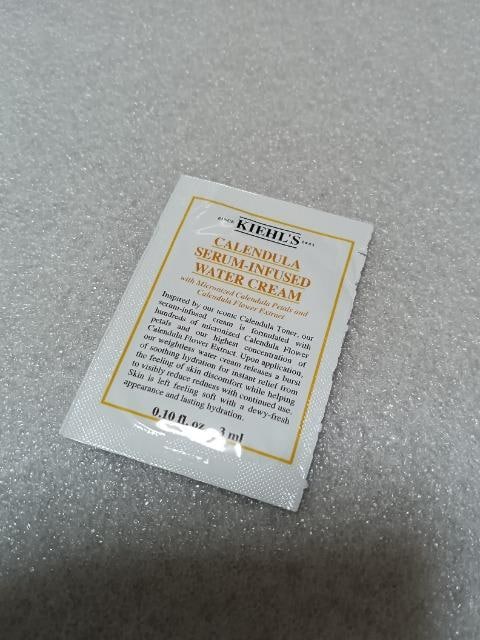 SINCE KIEHL'S 1851
CALENDULA
SERUM-INFUSED
WATER CREAM
with Micronized Calendula Petals and
Calendula Flower Extract
Inspired by our iconic Calendula Toner, our
serum-infused cream is formulated with
hundreds of micronized Calendula Flower
petals and our highest concentration of
Calendula Flower Extract. Upon application,
our weightless water cream releases a burst
of soothing hydration for instant relief from
the feeling of skin discomfort while helping
to visibly reduce redness with continued use.
Skin is left feeling soft with a dewy-fresh
appearance and lasting hydration.
0.10 fl. oz. 3 ml